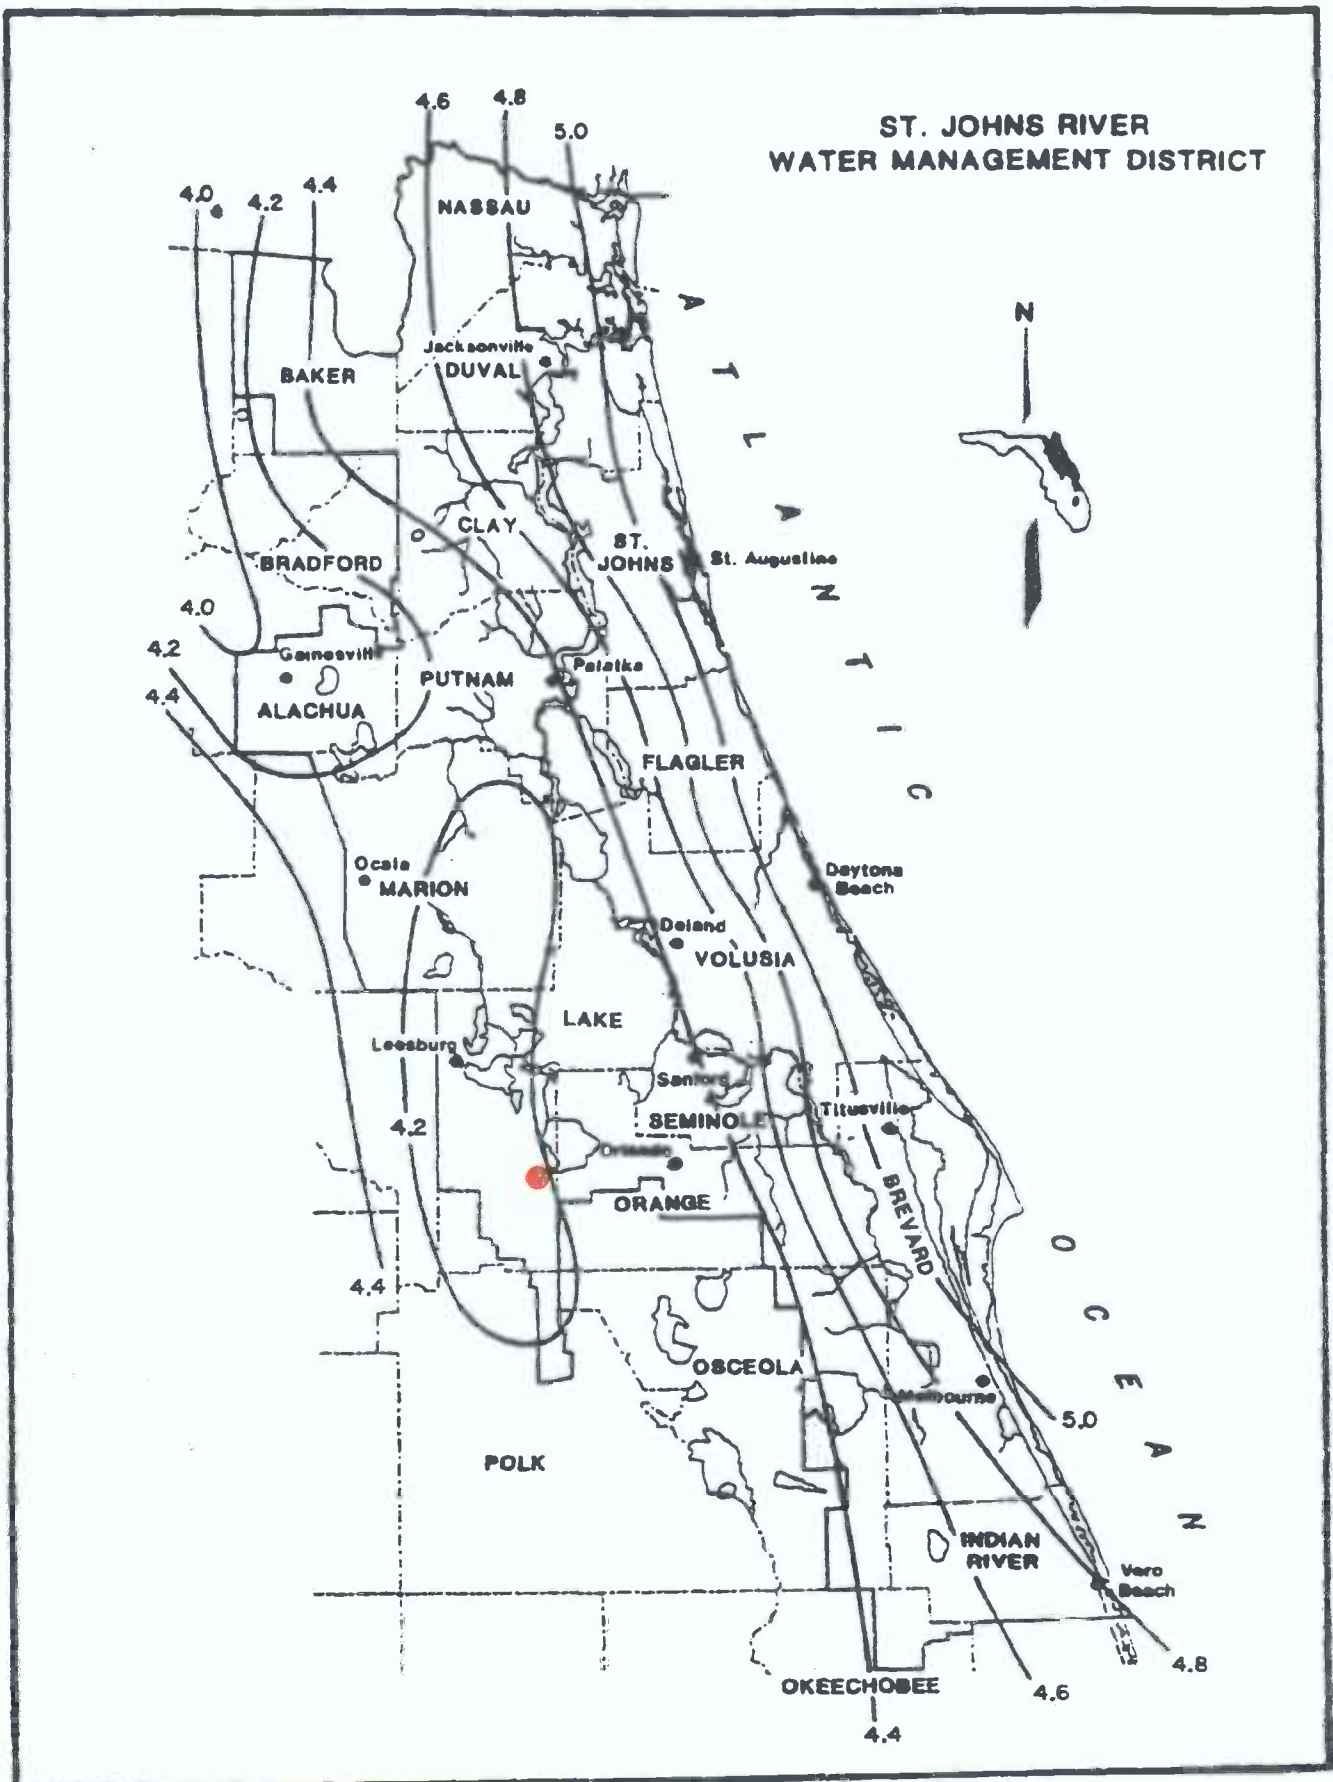 4.6
4.8
5.0
ST. JOHNS RIVER
WATER MANAGEMENT DISTRICT
4.0
4.2
4.4
NASSAU
A
T
L
A
N
T
I
C
N
Jacksonville
DUVAL
BAKER
CLAY
ST.
JOHNS
St. Augustine
BRADFORD
4.0
4.2
Gainesville
Palatka
PUTNAM
4.4
ALACHUA
FLAGLER
Ocala
MARION
Daytona
Beach
Deland
VOLUSIA
LAKE
Leesburg
Sanford
SEMINOLE
Titusville
4.2
Orlando
ORANGE
BREVARD
4.4
O
C
E
A
N
OSCEOLA
Melbourne
5.0
POLK
INDIAN
RIVER
Vero
Beach
4.8
OKEECHOBEE
4.6
4.4